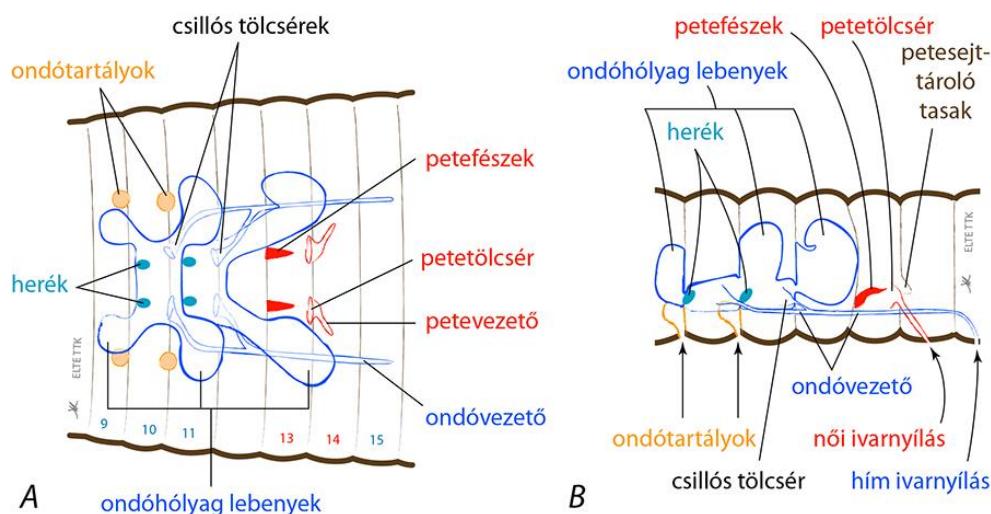 csillós tölcsérek
ondótartályok
petefészek
herék
petetölcsér
petevezető
ELTE TTK
ondóvezető
9 10 11 13 14 15
ondóhólyag lebenyek
A
petefészek petetölcsér
ondóhólyag lebenyek
petesejt-
tároló
tasak
herék
ELTE TTK
ondóvezető
ondótartályok
női ivarnyílás
csillós tölcsér
hím ivarnyílás
B